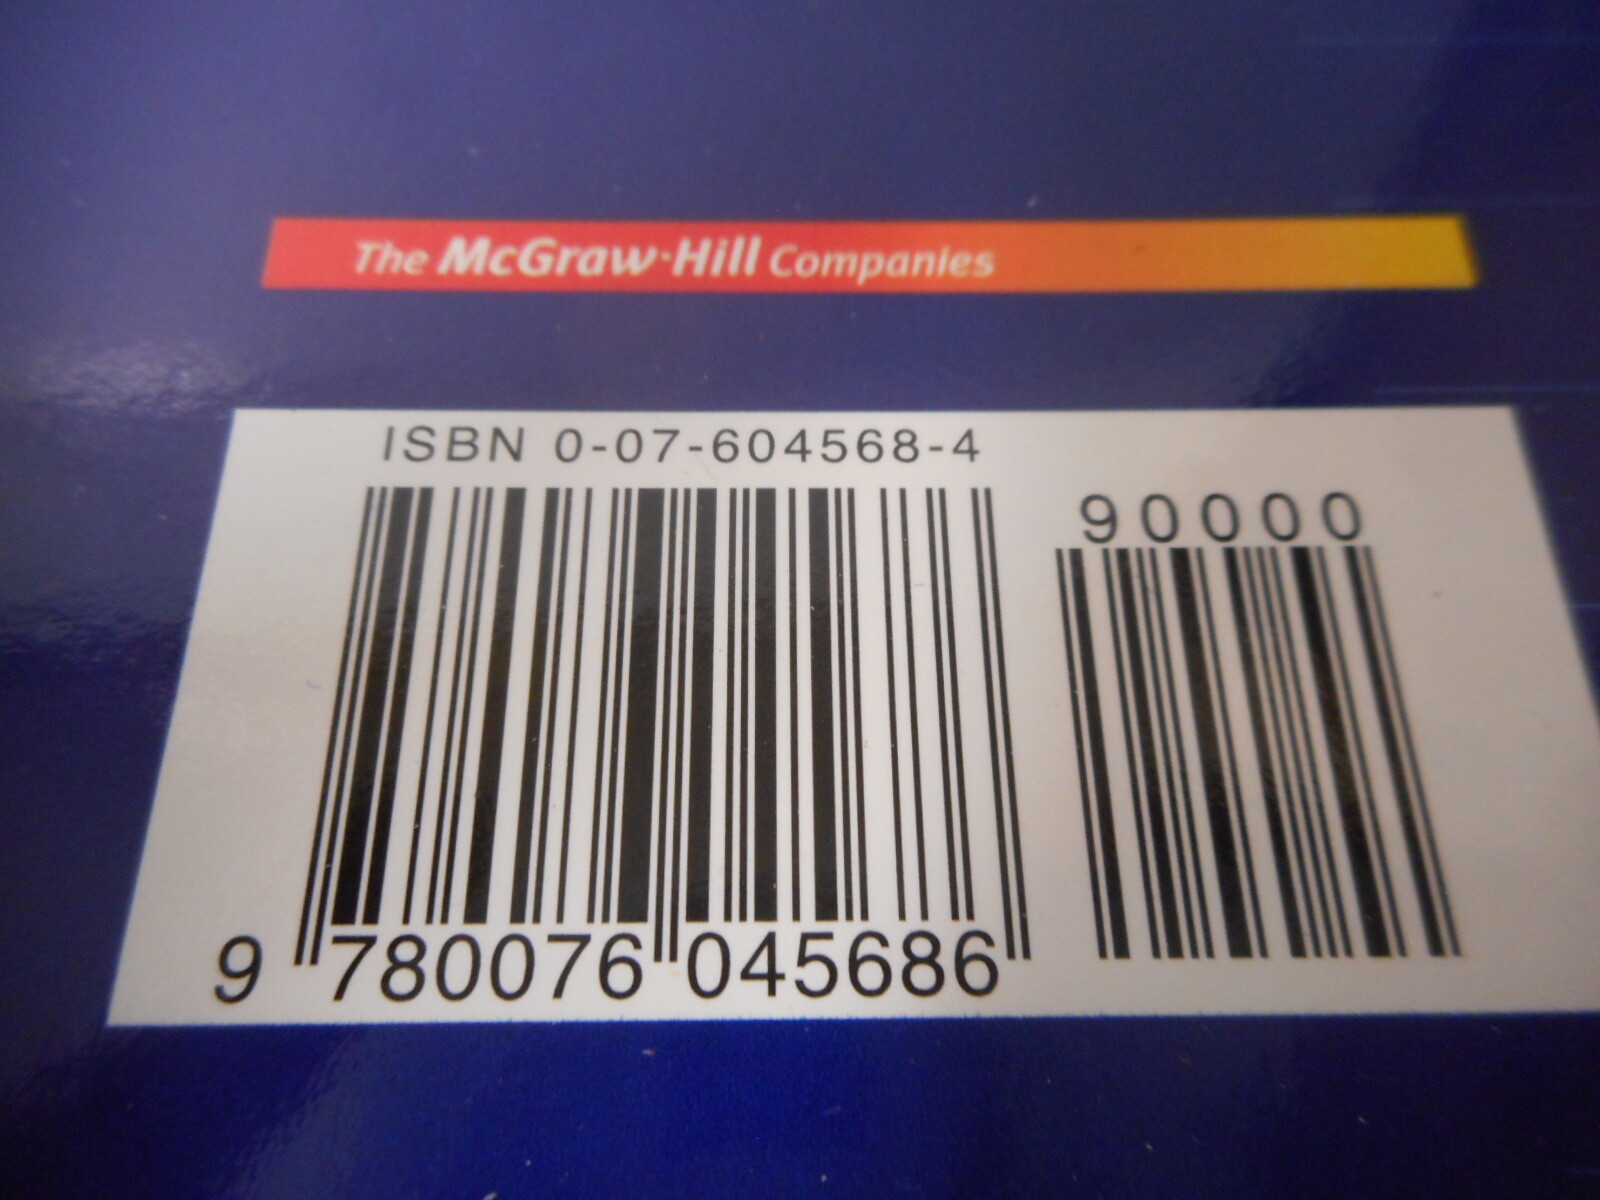 The McGraw·Hill Companies
ISBN 0-07-604568-4
90000
9 780076 045686